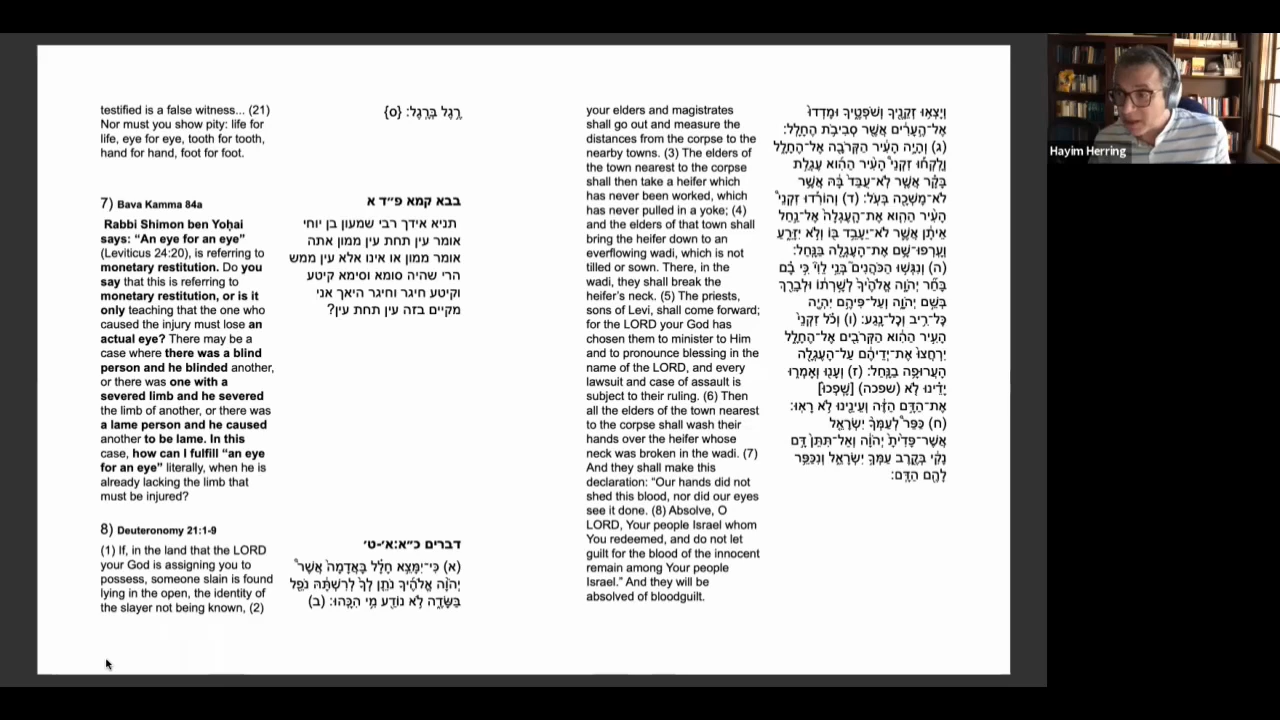 testified is a false witness... (21)
Nor must you show pity: life for
life, eye for eye, tooth for tooth,
hand for hand, foot for foot.
רֶ֥גֶל בְּרָֽגֶל׃ {ס}
7) Bava Kamma 84a
Rabbi Shimon ben Yoḥai
says: “An eye for an eye”
(Leviticus 24:20), is referring to
monetary restitution. Do you
say that this is referring to
monetary restitution, or is it
only teaching that the one who
caused the injury must lose an
actual eye? There may be a
case where there was a blind
person and he blinded another,
or there was one with a
severed limb and he severed
the limb of another, or there was
a lame person and he caused
another to be lame. In this
case, how can I fulfill “an eye
for an eye” literally, when he is
already lacking the limb that
must be injured?
בבא קמא פ״ד א
תניא אידך רבי שמעון בן יוחי
אומר עין תחת עין ממון אתה
אומר ממון או אינו אלא עין ממש
הרי שהיה סומא וסימא קיטע
וקיטע חיגר וחיגר היאך אני
מקיים בזה עין תחת עין?
8) Deuteronomy 21:1-9
(1) If, in the land that the LORD
your God is assigning you to
possess, someone slain is found
lying in the open, the identity of
the slayer not being known, (2)
דברים כ״א:א׳-ט׳
(א) כִּי־יִמָּצֵ֣א חָלָ֗ל בָּאֲדָמָה֙ אֲשֶׁר֩
יְהוָ֨ה אֱלֹהֶ֜יךָ נֹתֵ֤ן לְךָ֙ לְרִשְׁתָּ֔הּ נֹפֵ֖ל
בַּשָּׂדֶ֑ה לֹ֥א נוֹדַ֖ע מִ֥י הִכָּֽהוּ׃ (ב)
your elders and magistrates
shall go out and measure the
distances from the corpse to the
nearby towns. (3) The elders of
the town nearest to the corpse
shall then take a heifer which
has never been worked, which
has never pulled in a yoke; (4)
and the elders of that town shall
bring the heifer down to an
everflowing wadi, which is not
tilled or sown. There, in the
wadi, they shall break the
heifer’s neck. (5) The priests,
sons of Levi, shall come forward;
for the LORD your God has
chosen them to minister to Him
and to pronounce blessing in the
name of the LORD, and every
lawsuit and case of assault is
subject to their ruling. (6) Then
all the elders of the town nearest
to the corpse shall wash their
hands over the heifer whose
neck was broken in the wadi. (7)
And they shall make this
declaration: “Our hands did not
shed this blood, nor did our eyes
see it done. (8) Absolve, O
LORD, Your people Israel whom
You redeemed, and do not let
guilt for the blood of the innocent
remain among Your people
Israel.” And they will be
absolved of bloodguilt.
וְיָצְא֥וּ זְקֵנֶ֖יךָ וְשֹׁפְטֶ֑יךָ וּמָדְדוּ֙
אֶל־הֶ֣עָרִ֔ים אֲשֶׁ֖ר סְבִיבֹ֥ת הֶחָלָֽל׃
(ג) וְהָיָ֣ה הָעִ֔יר הַקְּרֹבָ֖ה אֶל־הֶחָלָ֑ל
וְלָֽקְח֡וּ זִקְנֵי֩ הָעִ֨יר הַהִ֜וא עֶגְלַ֣ת
בָּקָ֗ר אֲשֶׁ֤ר לֹֽא־עֻבַּד֙ בָּ֔הּ אֲשֶׁ֥ר
לֹא־מָשְׁכָ֖ה בְּעֹֽל׃ (ד) וְהוֹרִ֡דוּ זִקְנֵי֩
הָעִ֨יר הַהִ֤וא אֶת־הָֽעֶגְלָה֙ אֶל־נַ֣חַל
אֵיתָ֔ן אֲשֶׁ֛ר לֹא־יֵעָבֵ֥ד בּ֖וֹ וְלֹ֣א יִזָּרֵ֑עַ
וְעָֽרְפוּ־שָׁ֥ם אֶת־הָעֶגְלָ֖ה בַּנָּֽחַל׃
(ה) וְנִגְּשׁ֣וּ הַכֹּהֲנִים֮ בְּנֵ֣י לֵוִי֒ כִּ֣י בָ֗ם
בָּחַ֞ר יְהוָ֤ה אֱלֹהֶ֙יךָ֙ לְשָׁ֣רְת֔וֹ וּלְבָרֵ֖ךְ
בְּשֵׁ֣ם יְהוָ֑ה וְעַל־פִּיהֶ֥ם יִהְיֶ֖ה
כָּל־רִ֥יב וְכָל־נָֽגַע׃ (ו) וְכֹ֗ל זִקְנֵי֙
הָעִ֣יר הַהִ֔וא הַקְּרֹבִ֖ים אֶל־הֶחָלָ֑ל
יִרְחֲצוּ֙ אֶת־יְדֵיהֶ֔ם עַל־הָעֶגְלָ֖ה
הָעֲרוּפָ֥ה בַנָּֽחַל׃ (ז) וְעָנ֖וּ וְאָמְר֑וּ
יָדֵ֗ינוּ לֹ֤א (שפכה) [שָֽׁפְכוּ֙]
אֶת־הַדָּ֣ם הַזֶּ֔ה וְעֵינֵ֖ינוּ לֹ֥א רָאֽוּ׃
(ח) כַּפֵּר֩ לְעַמְּךָ֨ יִשְׂרָאֵ֤ל
אֲשֶׁר־פָּדִ֙יתָ֙ יְהוָ֔ה וְאַל־תִּתֵּן֙ דָּ֣ם
נָקִ֔י בְּקֶ֖רֶב עַמְּךָ֣ יִשְׂרָאֵ֑ל וְנִכַּפֵּ֥ר
לָהֶ֖ם הַדָּֽם׃
Hayim Herring